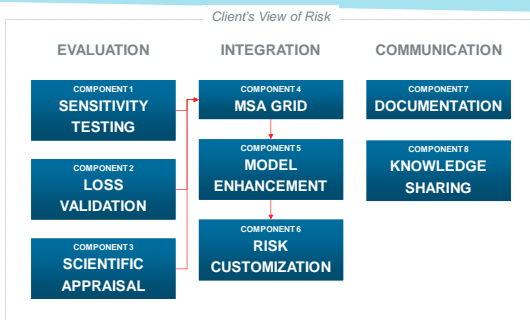 Client's View of Risk
EVALUATION
INTEGRATION
COMMUNICATION
COMPONENT 1
SENSITIVITY
TESTING
COMPONENT 2
LOSS
VALIDATION
COMPONENT 3
SCIENTIFIC
APPRAISAL
COMPONENT 4
MSA GRID
COMPONENT 5
MODEL
ENHANCEMENT
COMPONENT 6
RISK
CUSTOMIZATION
COMPONENT 7
DOCUMENTATION
COMPONENT 8
KNOWLEDGE
SHARING